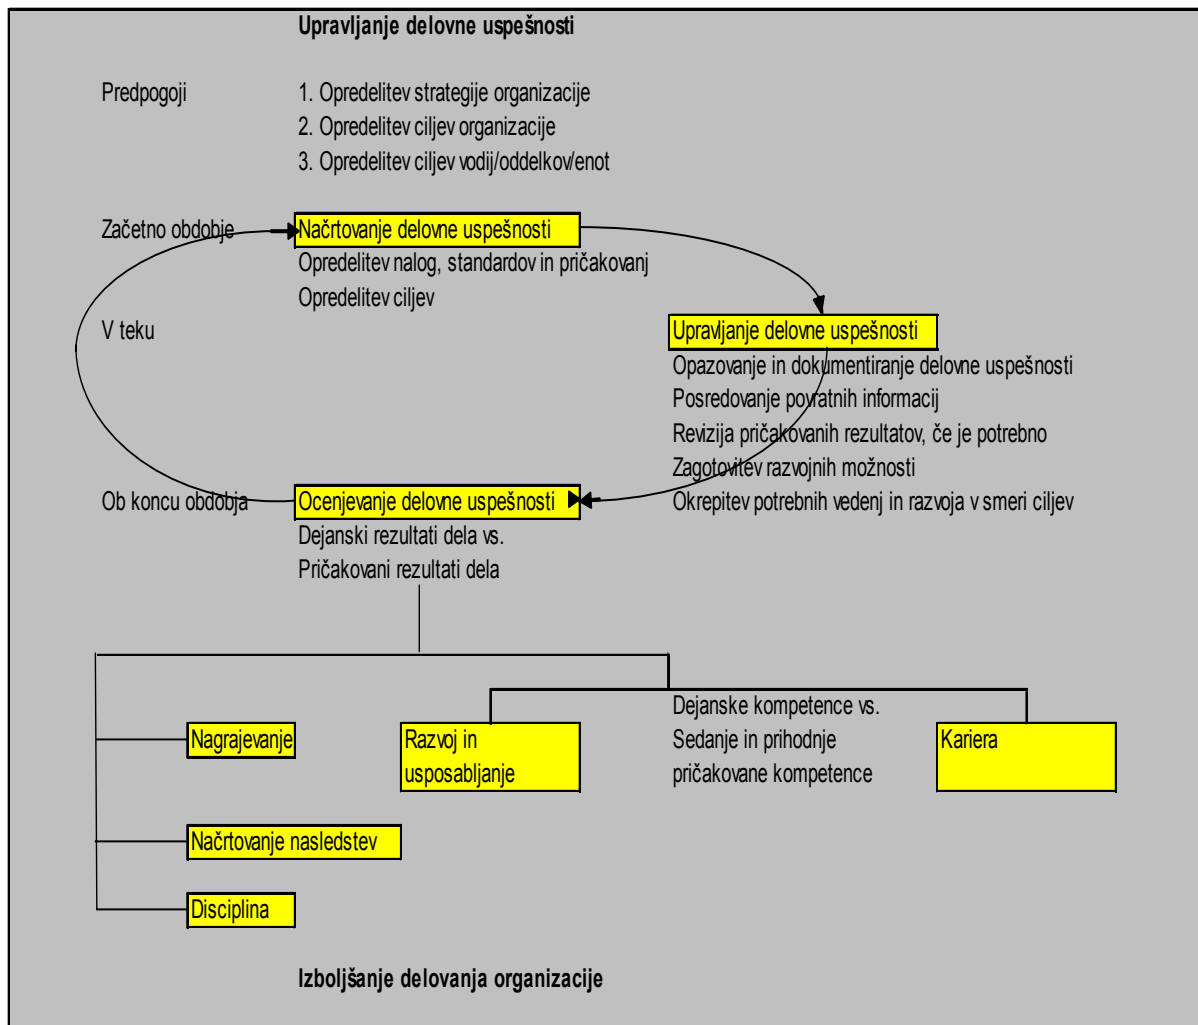 Upravljanje delovne uspešnosti
Predpogoji
1. Opredelitev strategije organizacije
2. Opredelitev ciljev organizacije
3. Opredelitev ciljev vodij/oddelkov/enot
Začetno obdobje
Načrtovanje delovne uspešnosti
Opredelitev nalog, standardov in pričakovanj
Opredelitev ciljev
V teku
Upravljanje delovne uspešnosti
Opazovanje in dokumentiranje delovne uspešnosti
Posredovanje povratnih informacij
Revizija pričakovanih rezultatov, če je potrebno
Zagotovitev razvojnih možnosti
Okrepitev potrebnih vedenj in razvoja v smeri ciljev
Ob koncu obdobja
Ocenjevanje delovne uspešnosti
Dejanski rezultati dela vs.
Pričakovani rezultati dela
Nagrajevanje
Razvoj in
usposabljanje
Dejanske kompetence vs.
Sedanje in prihodnje
pričakovane kompetence
Kariera
Načrtovanje nasledstev
Disciplina
Izboljšanje delovanja organizacije